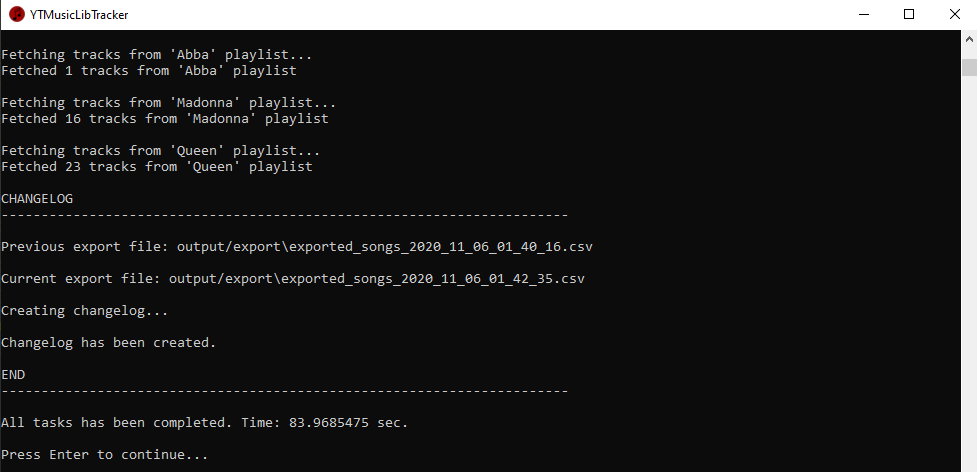 YTMusicLibTracker
Fetching tracks from 'Abba' playlist...
Fetched 1 tracks from 'Abba' playlist
Fetching tracks from 'Madonna' playlist...
Fetched 16 tracks from 'Madonna' playlist
Fetching tracks from 'Queen' playlist...
Fetched 23 tracks from 'Queen' playlist
CHANGELOG
-----------------------------------------------------------------------
Previous export file: output/export\exported_songs_2020_11_06_01_40_16.csv
Current export file: output/export\exported_songs_2020_11_06_01_42_35.csv
Creating changelog...
Changelog has been created.
END
-----------------------------------------------------------------------
All tasks has been completed. Time: 83.9685475 sec.
Press Enter to continue...